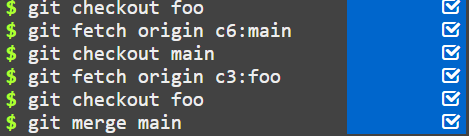 $ git checkout foo
$ git fetch origin c6:main
$ git checkout main
$ git fetch origin c3:foo
$ git checkout foo
$ git merge main